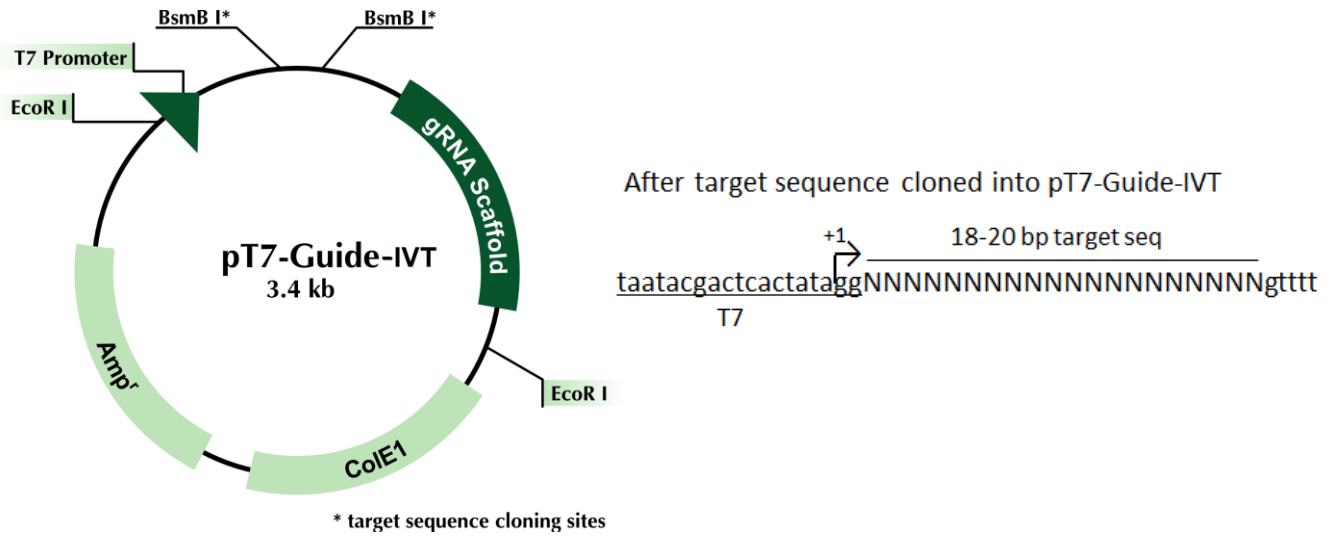 BsmB I*
BsmB I*
T7 Promoter
EcoR I
gRNA Scaffold
pT7-Guide-IVT
3.4 kb
Ampr
ColE1
EcoR I
* target sequence cloning sites
After target sequence cloned into pT7-Guide-IVT
+1
18-20 bp target seq
taatacgactcactataggNNNNNNNNNNNNNNNNNNNNgtttt
T7